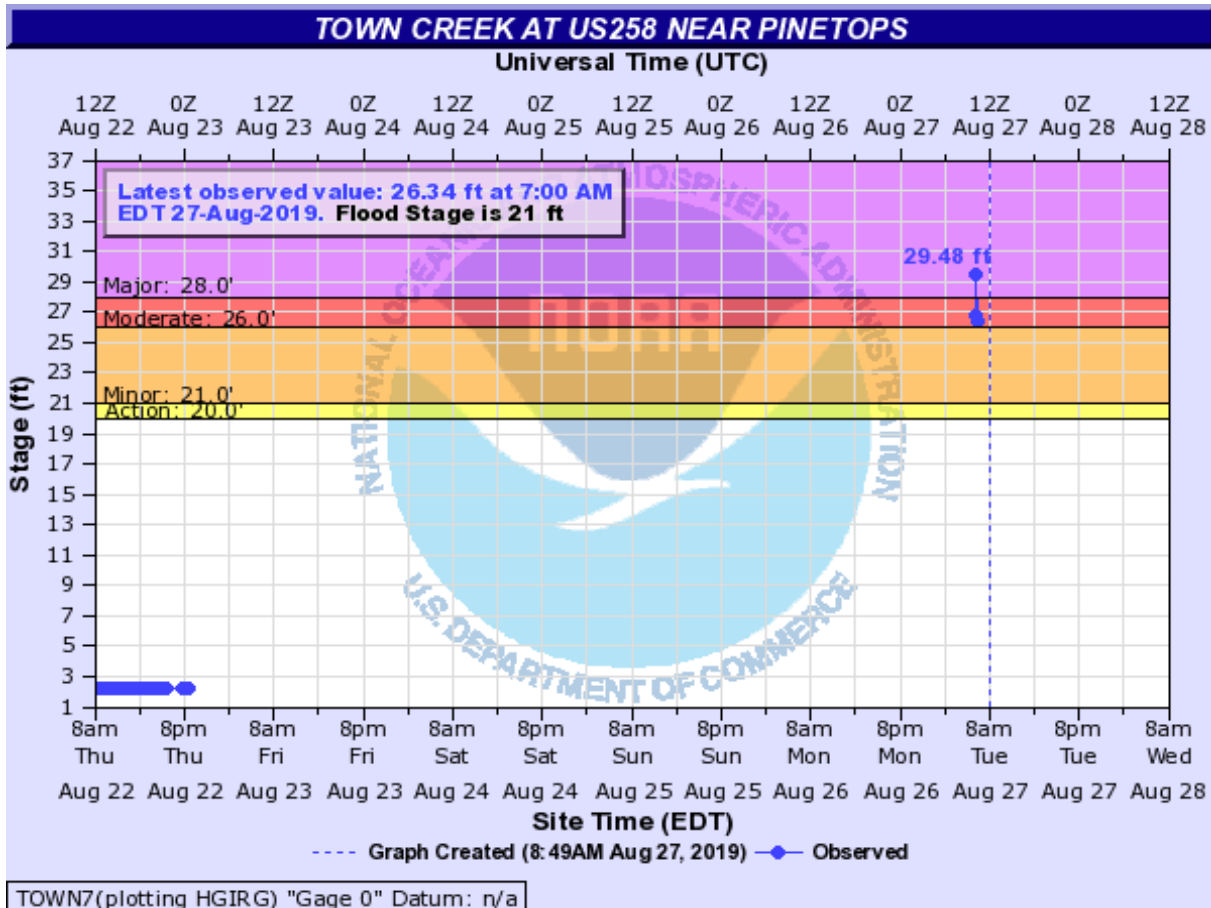 TOWN CREEK AT US258 NEAR PINETOPS
Universal Time (UTC)
12Z 0Z 12Z 0Z 12Z 0Z 12Z 0Z 12Z 0Z 12Z 0Z 12Z
Aug 22 Aug 23 Aug 23 Aug 24 Aug 24 Aug 25 Aug 25 Aug 26 Aug 26 Aug 27 Aug 27 Aug 28 Aug 28
37
35
33
31
29
27
25
23
21
19
17
15
13
11
9
7
5
3
1
Stage (ft)
Latest observed value: 26.34 ft at 7:00 AM
EDT 27-Aug-2019. Flood Stage is 21 ft
29.48 ft
Major: 28.0'
Moderate: 26.0'
Minor: 21.0'
Action: 20.0'
NATIONAL OCEANIC AND ATMOSPHERIC ADMINISTRATION
NOAA
U.S. DEPARTMENT OF COMMERCE
8am 8pm 8am 8pm 8am 8pm 8am 8pm 8am 8pm 8am 8pm 8am
Thu Thu Fri Fri Sat Sat Sun Sun Mon Mon Tue Tue Wed
Aug 22 Aug 22 Aug 23 Aug 23 Aug 24 Aug 24 Aug 25 Aug 25 Aug 26 Aug 26 Aug 27 Aug 27 Aug 28
Site Time (EDT)
Graph Created (8:49AM Aug 27, 2019) Observed
TOWN7(plotting HGIRG) "Gage 0" Datum: n/a